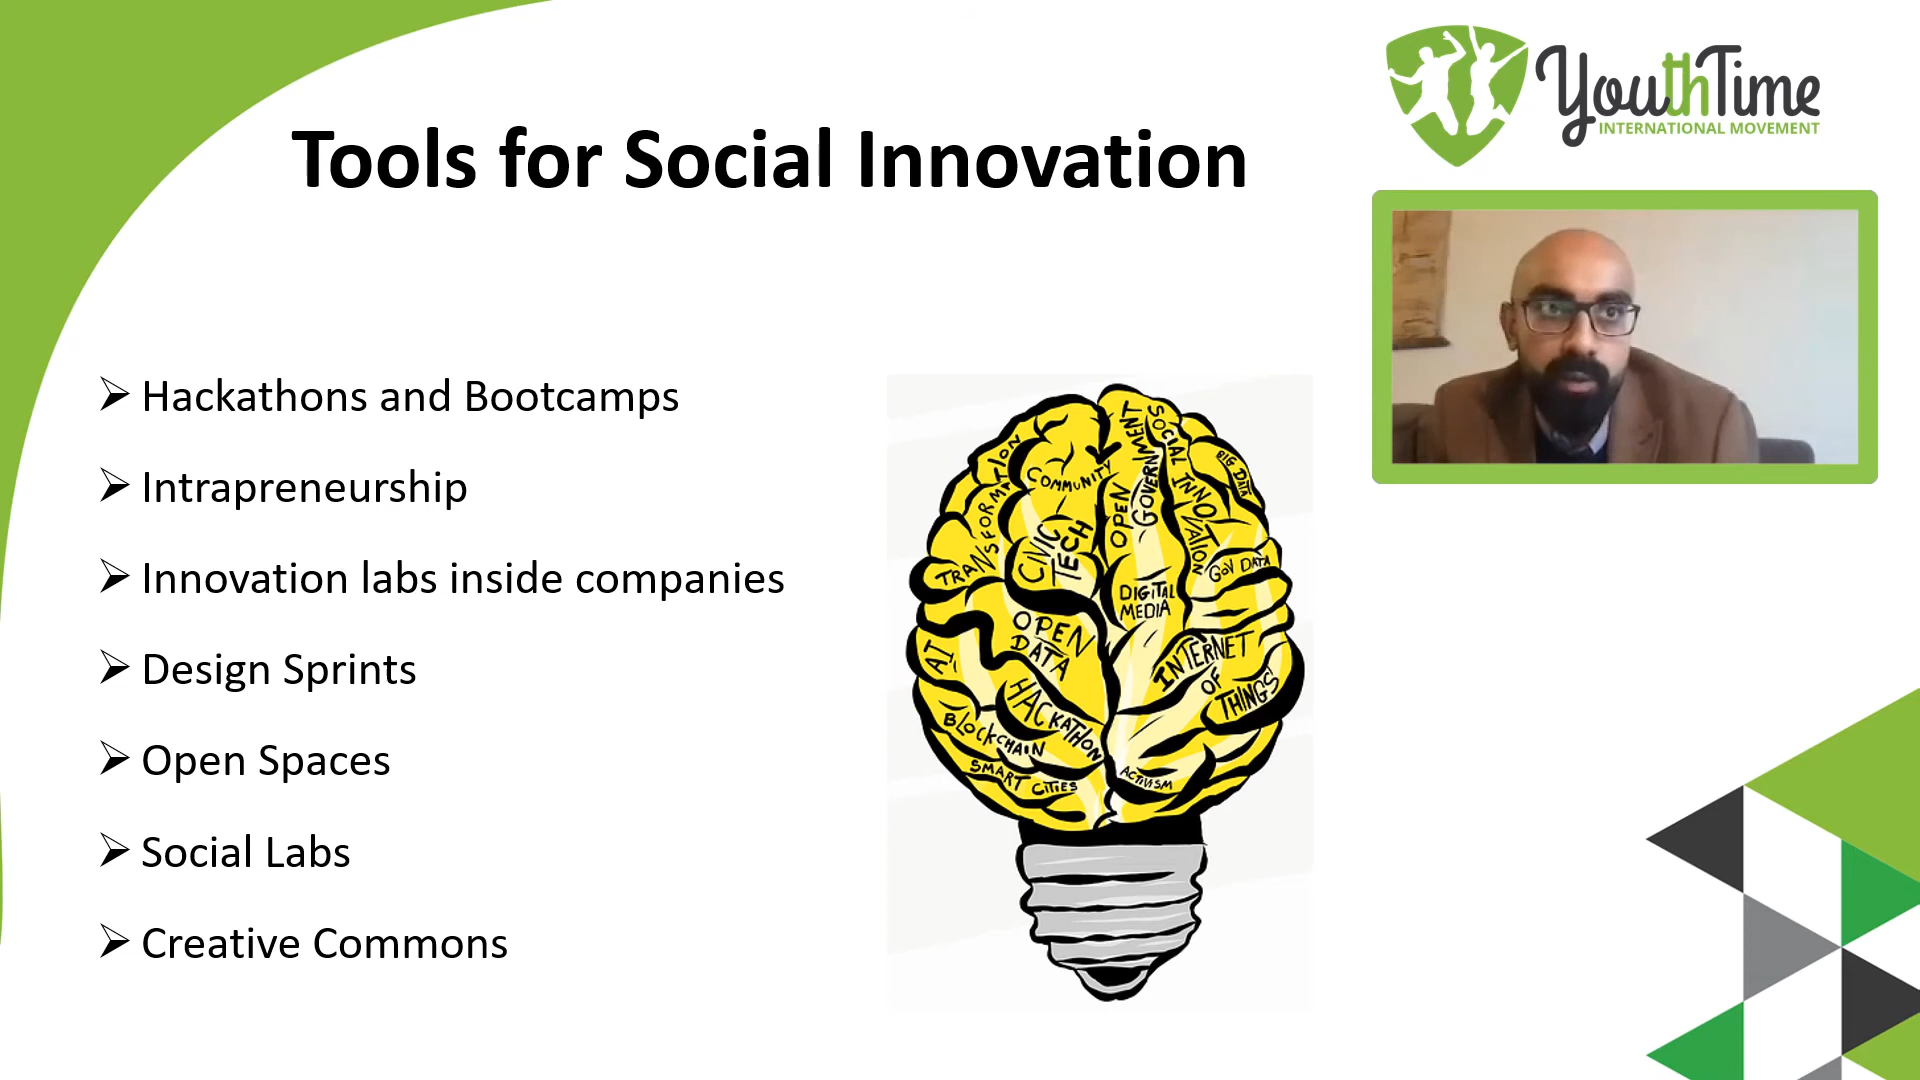 YouthTime
INTERNATIONAL MOVEMENT
Tools for Social Innovation
Hackathons and Bootcamps
Intrapreneurship
Innovation labs inside companies
Design Sprints
Open Spaces
Social Labs
Creative Commons
TRANSFORMATION
COMMUNITY
OPEN
GOVERNMENT
SOCIAL INNOVATION
BIG DATA
CIVIC
TECH
GOV DATA
DIGITAL
MEDIA
OPEN
DATA
AI
INTERNET
OF
THINGS
HACKATHON
BLOCKCHAIN
SMART CITIES
ACTIVISM